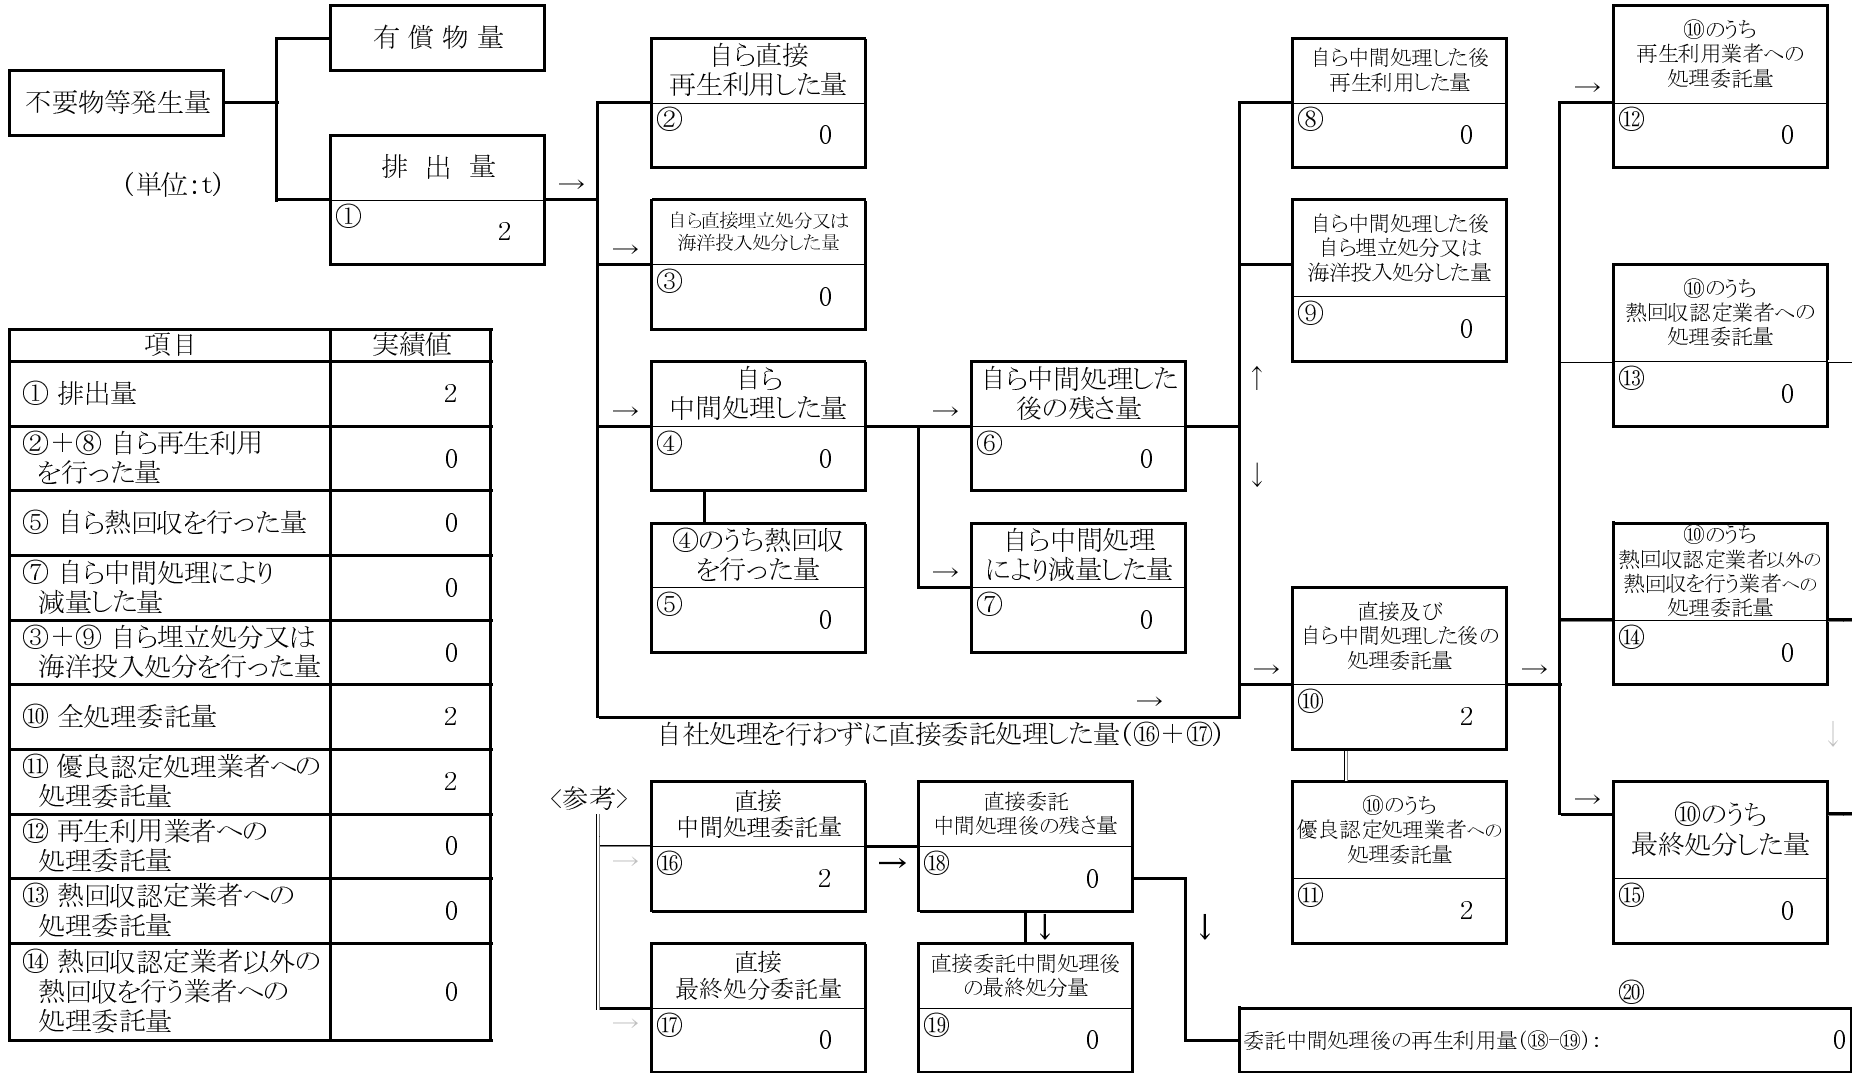 不要物等発生量
(単位:t)
有 償 物 量
排 出 量
→
①
2
自ら直接
再生利用した量
②
0
自ら直接埋立処分又は
海洋投入処分した量
→
③
0
自ら
中間処理した量
→
④
0
④のうち熱回収
を行った量
⑤
0
自ら中間処理した
後の残さ量
→
⑥
0
自ら中間処理
により減量した量
→
⑦
0
自ら中間処理した後
再生利用した量
⑧
0
自ら中間処理した後
自ら埋立処分又は
海洋投入処分した量
⑨
0
↑
↓
→
自社処理を行わずに直接委託処理した量(⑯+⑰)
直接及び
自ら中間処理した後の
処理委託量
→
→
⑩
2
⑩のうち
優良認定処理業者への
処理委託量
⑪
2
⑩のうち
再生利用業者への
処理委託量
→
⑫
0
⑩のうち
熱回収認定業者への
処理委託量
⑬
0
⑩のうち
熱回収認定業者以外の
熱回収を行う業者への
処理委託量
⑭
0
↓
⑩のうち
最終処分した量
→
⑮
0
項目 実績値
① 排出量 2
②+⑧ 自ら再生利用
を行った量 0
⑤ 自ら熱回収を行った量 0
⑦ 自ら中間処理により
減量した量 0
③+⑨ 自ら埋立処分又は
海洋投入処分を行った量 0
⑩ 全処理委託量 2
⑪ 優良認定処理業者への
処理委託量 2
⑫ 再生利用業者への
処理委託量 0
⑬ 熱回収認定業者への
処理委託量 0
⑭ 熱回収認定業者以外の
熱回収を行う業者への
処理委託量 0
<参考>
直接
中間処理委託量
→
⑯
2
直接
最終処分委託量
→
⑰
0
直接委託
中間処理後の残さ量
→
⑱
0
↓
↓
直接委託中間処理後
の最終処分量
⑲
0
⑳
委託中間処理後の再生利用量(⑱-⑲) : 0